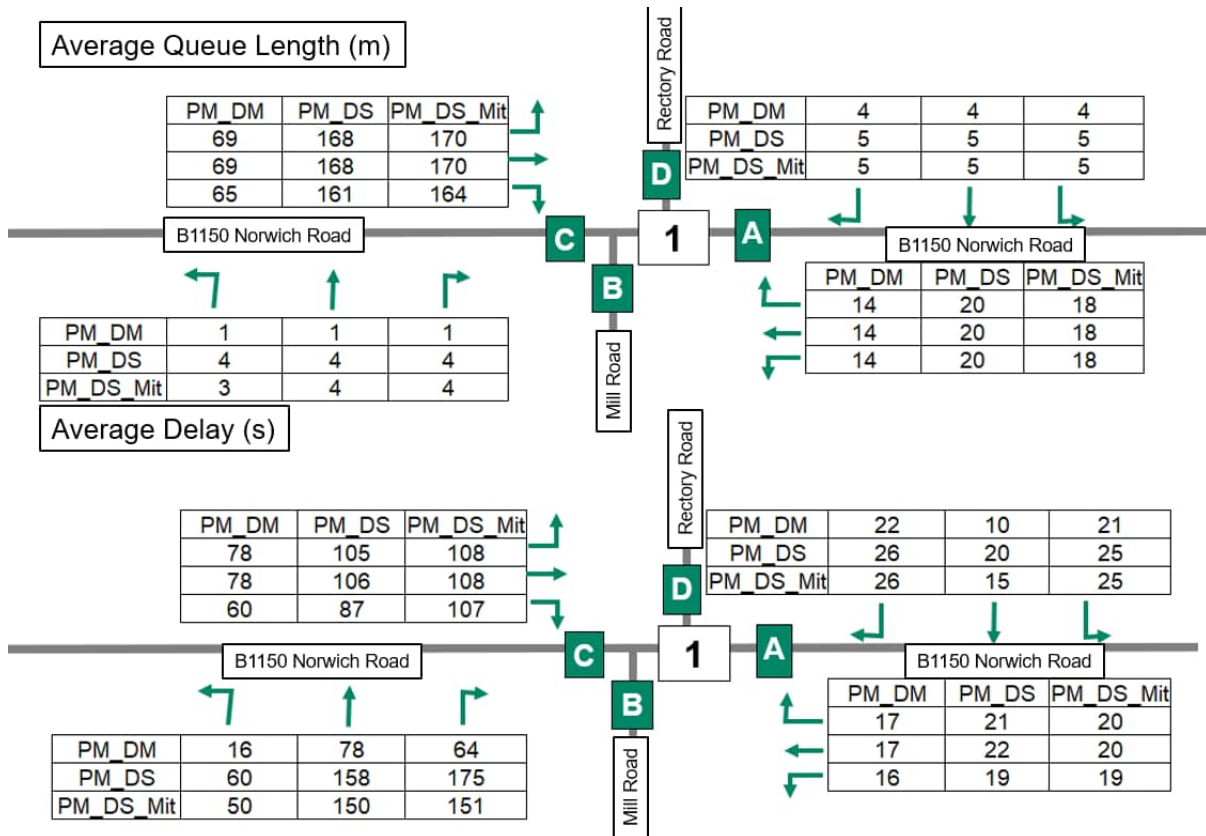 Average Queue Length (m)
Rectory Road
PM_DM PM_DS PM_DS_Mit
69 168 170
69 168 170
65 161 164
PM_DM 4 4 4
PM_DS 5 5 5
PM_DS_Mit 5 5 5
D
B1150 Norwich Road
C
1
A
B1150 Norwich Road
B
PM_DM PM_DS PM_DS_Mit
14 20 18
14 20 18
14 20 18
PM_DM 1 1 1
PM_DS 4 4 4
PM_DS_Mit 3 4 4
Mill Road
Average Delay (s)
Rectory Road
PM_DM PM_DS PM_DS_Mit
78 105 108
78 106 108
60 87 107
PM_DM 22 10 21
PM_DS 26 20 25
PM_DS_Mit 26 15 25
D
B1150 Norwich Road
C
1
A
B1150 Norwich Road
B
PM_DM PM_DS PM_DS_Mit
17 21 20
17 22 20
16 19 19
PM_DM 16 78 64
PM_DS 60 158 175
PM_DS_Mit 50 150 151
Mill Road